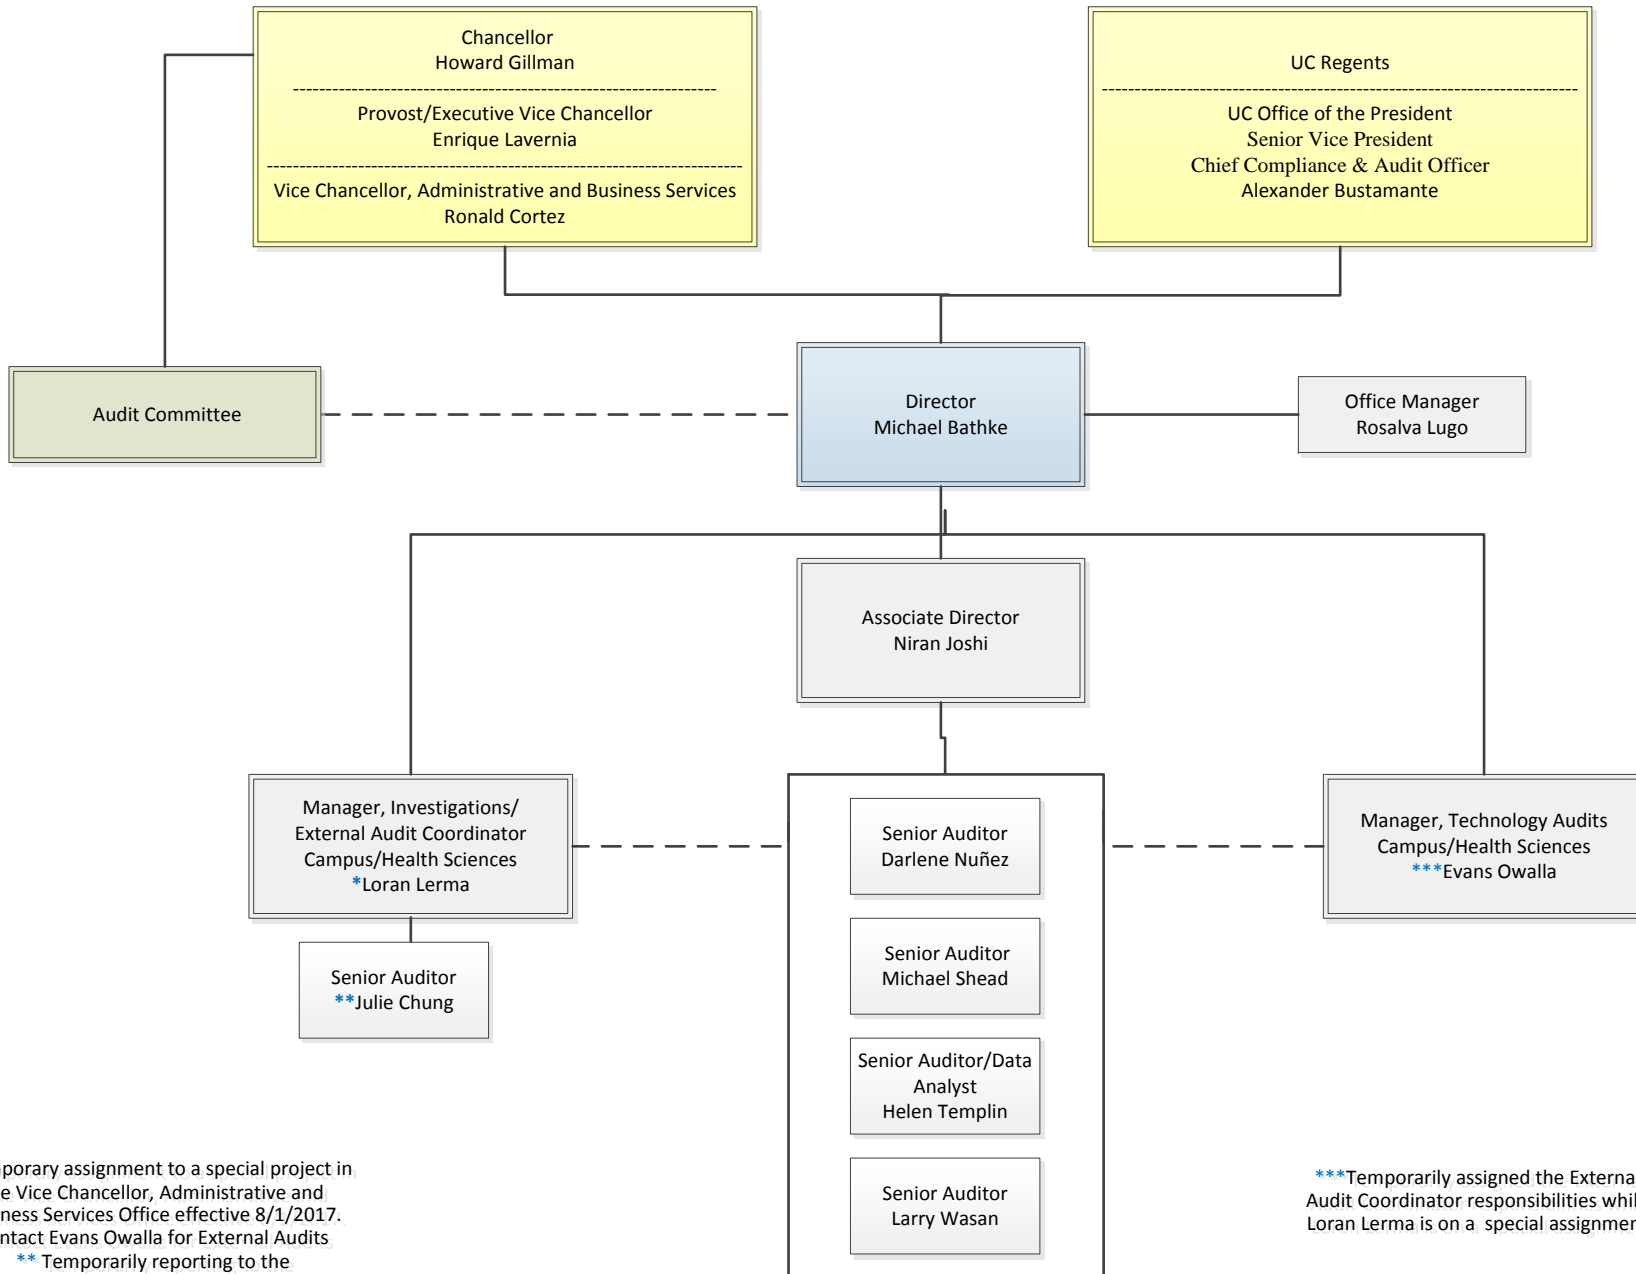 Chancellor
Howard Gillman
Provost/Executive Vice Chancellor
Enrique Lavernia
Vice Chancellor, Administrative and Business Services
Ronald Cortez
UC Regents
UC Office of the President
Senior Vice President
Chief Compliance & Audit Officer
Alexander Bustamante
Audit Committee
Director
Michael Bathke
Office Manager
Rosalva Lugo
Associate Director
Niran Joshi
Manager, Investigations/
External Audit Coordinator
Campus/Health Sciences
*Loran Lerma
Senior Auditor
**Julie Chung
Senior Auditor
Darlene Nuñez
Senior Auditor
Michael Shead
Senior Auditor/Data
Analyst
Helen Templin
Senior Auditor
Larry Wasan
Manager, Technology Audits
Campus/Health Sciences
***Evans Owalla
porary assignment to a special project in
e Vice Chancellor, Administrative and
ness Services Office effective 8/1/2017.
ntact Evans Owalla for External Audits
** Temporarily reporting to the
***Temporarily assigned the External
Audit Coordinator responsibilities whil
Loran Lerma is on a special assignmen